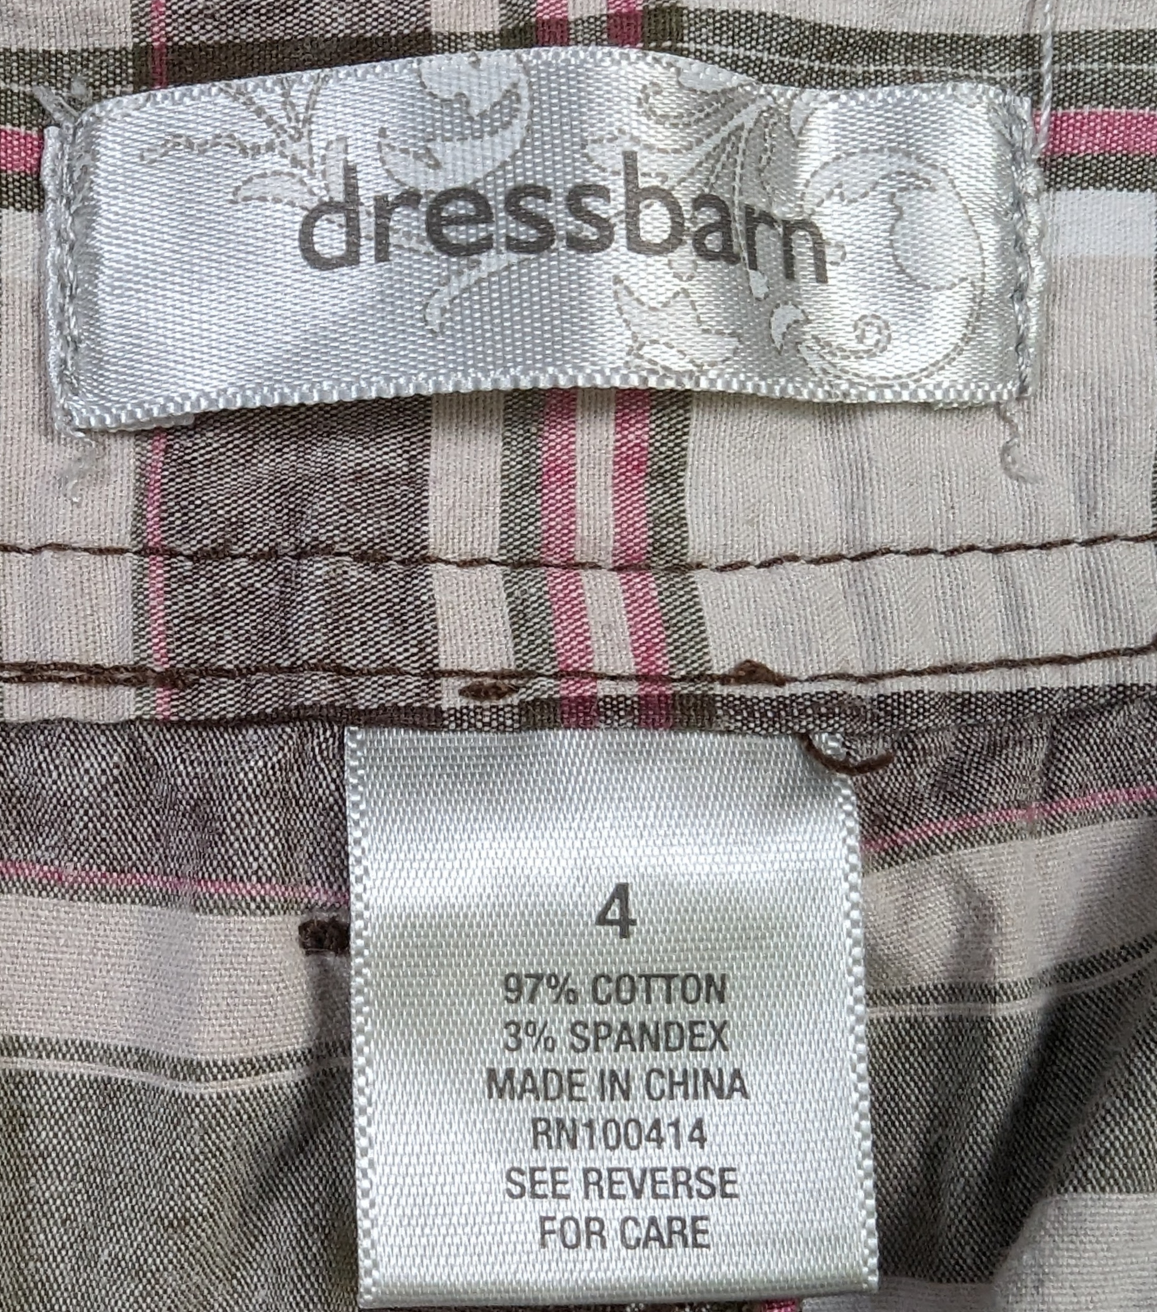 dressbarn
4
97% COTTON
3% SPANDEX
MADE IN CHINA
RN100414
SEE REVERSE
FOR CARE